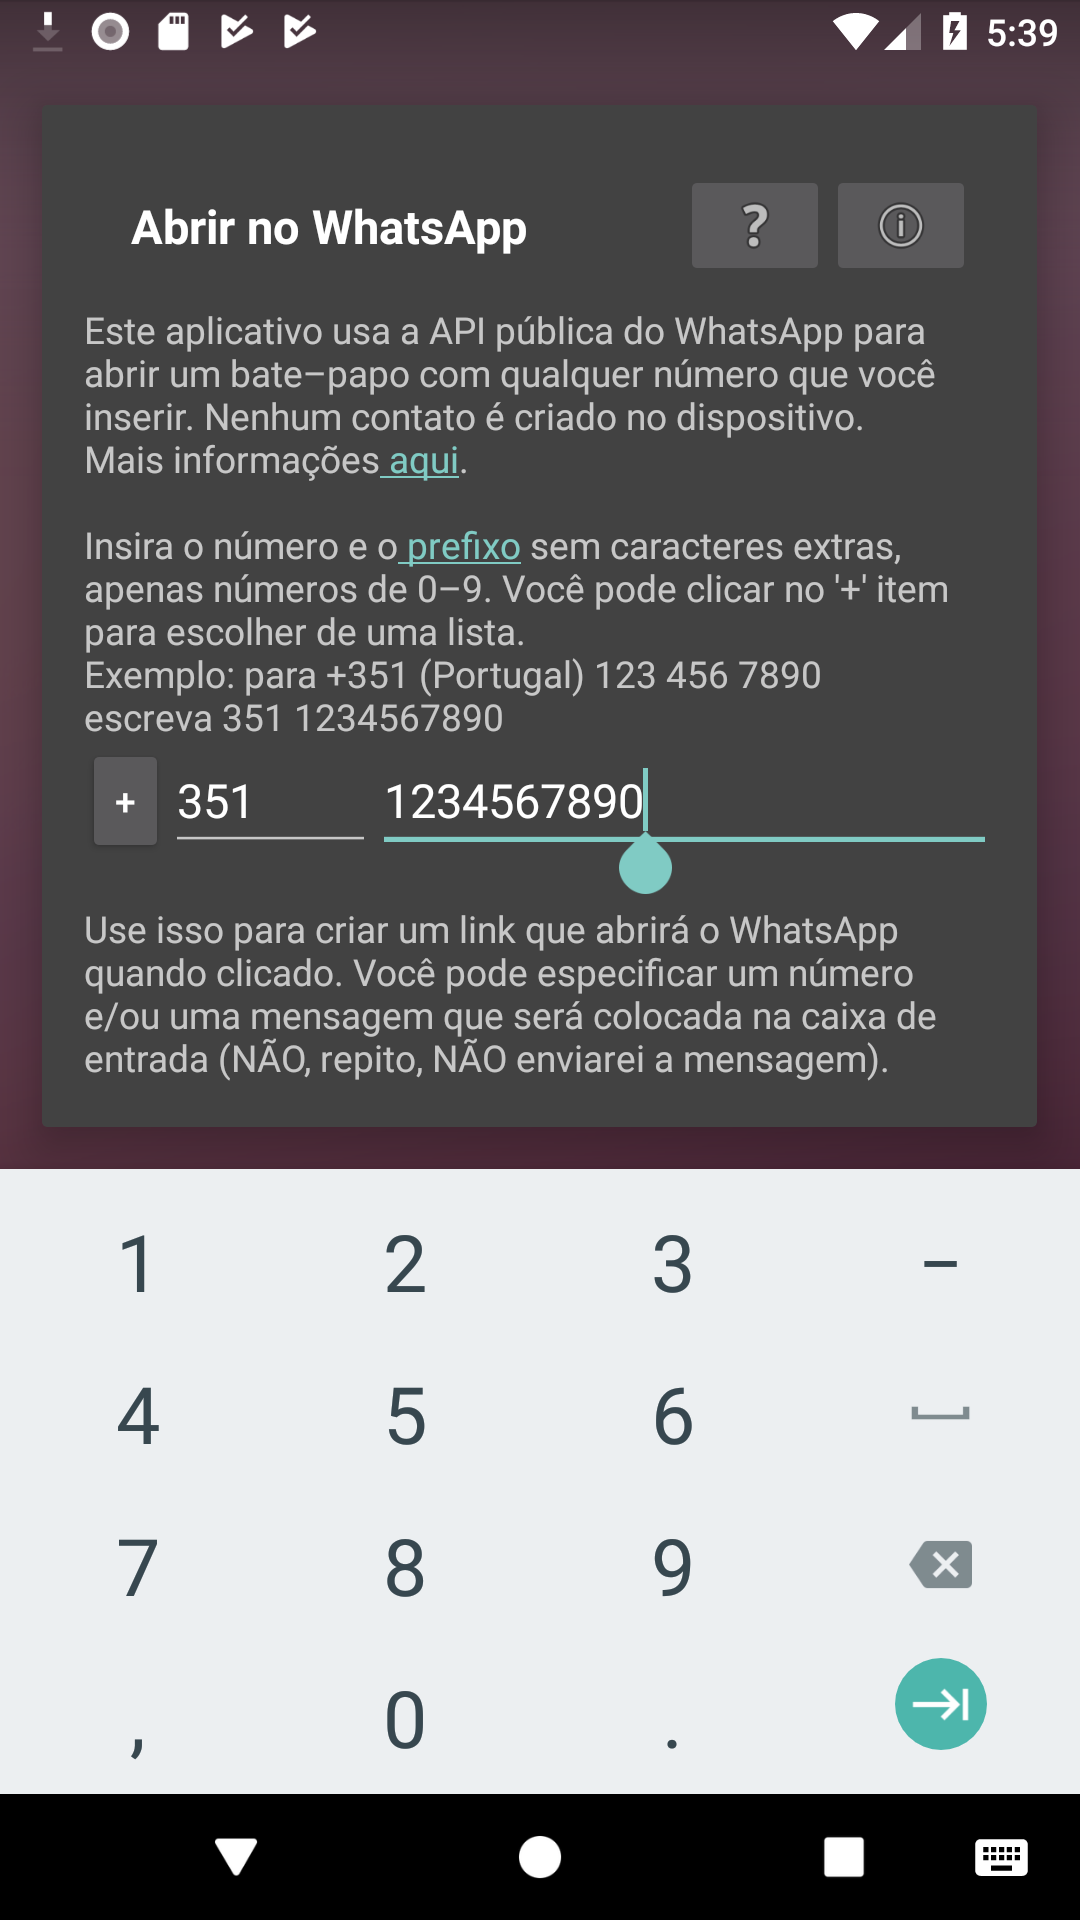 5:39
Abrir no WhatsApp
?
i
Este aplicativo usa a API pública do WhatsApp para
abrir um bate–papo com qualquer número que você
inserir. Nenhum contato é criado no dispositivo.
Mais informações aqui.
Insira o número e o prefixo sem caracteres extras,
apenas números de 0–9. Você pode clicar no '+' item
para escolher de uma lista.
Exemplo: para +351 (Portugal) 123 456 7890
escreva 351 1234567890
+ 351 1234567890
Use isso para criar um link que abrirá o WhatsApp
quando clicado. Você pode especificar um número
e/ou uma mensagem que será colocada na caixa de
entrada (NÃO, repito, NÃO enviarei a mensagem).
1 2 3 –
4 5 6
7 8 9
, 0 .